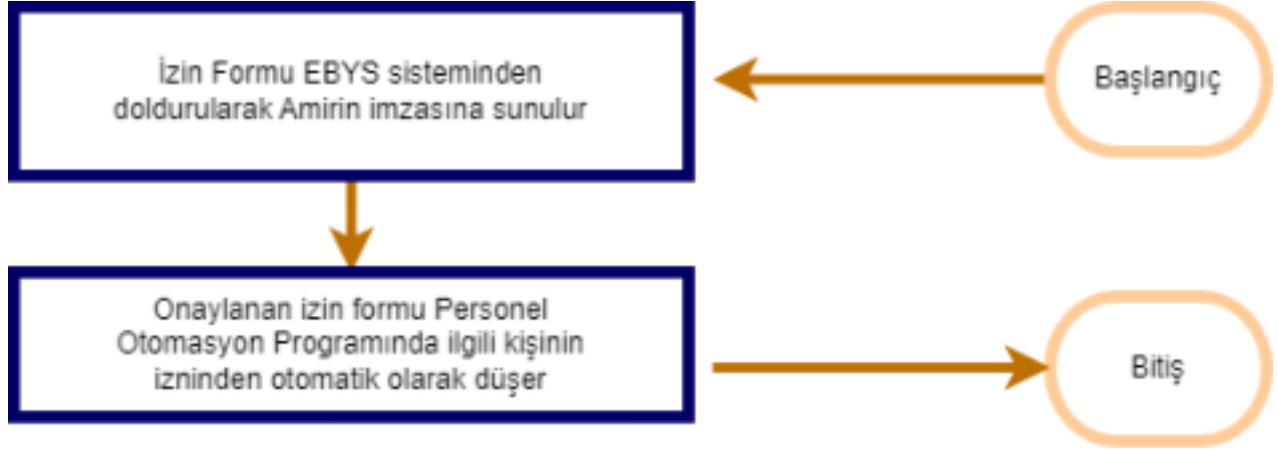 Başlangıç
İzin Formu EBYS sisteminden
doldurularak Amirin imzasına sunulur
Onaylanan izin formu Personel
Otomasyon Programında ilgili kişinin
izninden otomatik olarak düşer
Bitiş